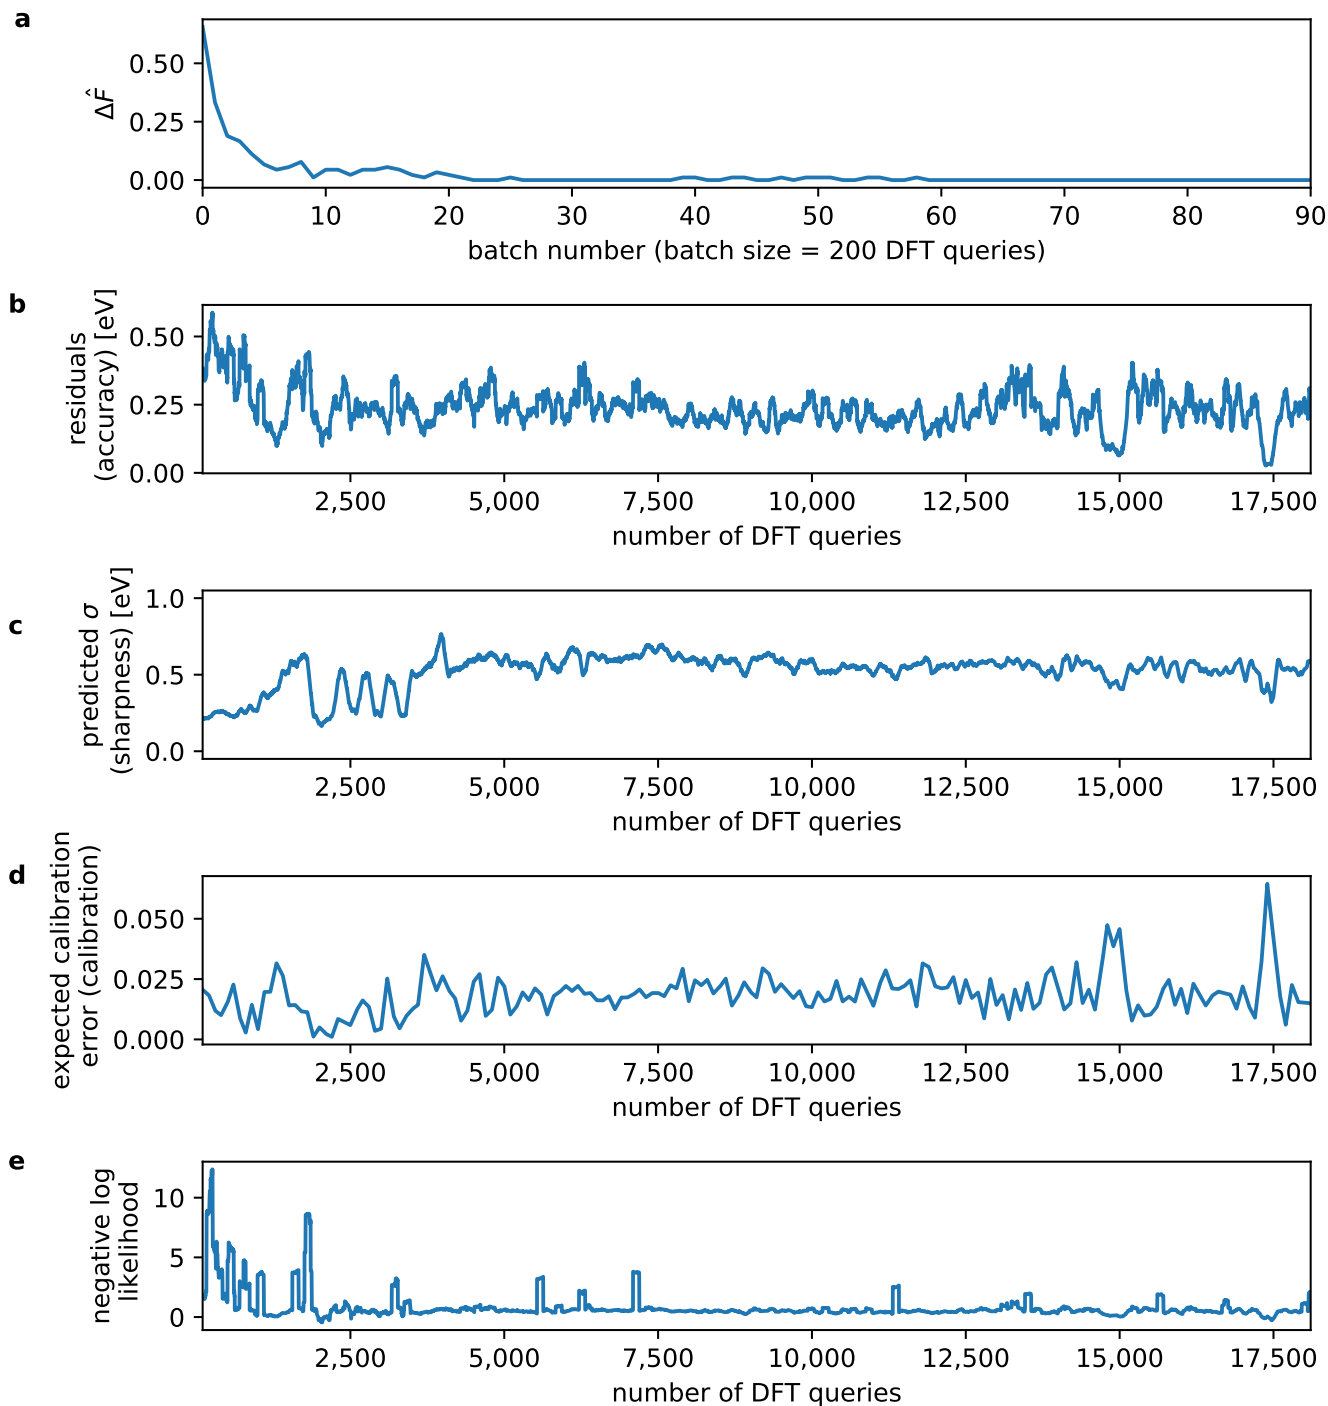 a
ΔF̂
0.50
0.25
0.00
0 10 20 30 40 50 60 70 80 90
batch number (batch size = 200 DFT queries)
b
residuals
(accuracy) [eV]
0.50
0.25
0.00
2,500 5,000 7,500 10,000 12,500 15,000 17,500
number of DFT queries
c
predicted σ
(sharpness) [eV]
1.0
0.5
0.0
2,500 5,000 7,500 10,000 12,500 15,000 17,500
number of DFT queries
d
expected calibration
error (calibration)
0.050
0.025
0.000
2,500 5,000 7,500 10,000 12,500 15,000 17,500
number of DFT queries
e
negative log
likelihood
10
5
0
2,500 5,000 7,500 10,000 12,500 15,000 17,500
number of DFT queries